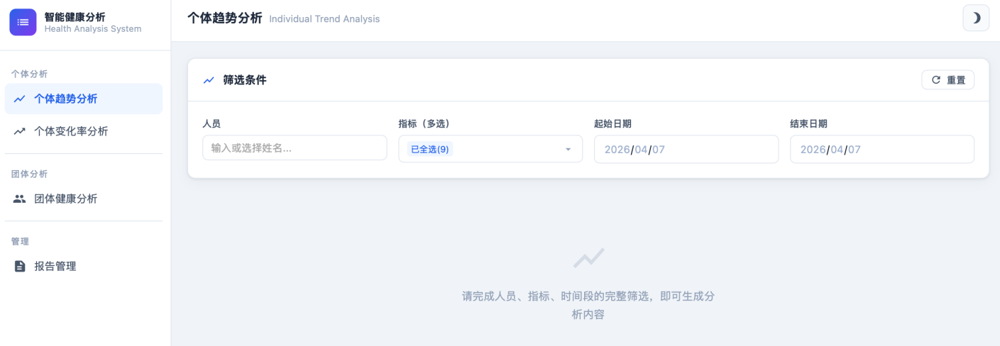 智能健康分析
Health Analysis System
个体分析
个体趋势分析
个体变化率分析
团体分析
团体健康分析
管理
报告管理
个体趋势分析 Individual Trend Analysis
筛选条件
重置
人员
输入或选择姓名...
指标（多选）
已全选(9)
起始日期
2026/04/07
结束日期
2026/04/07
请完成人员、指标、时间段的完整筛选，即可生成分
析内容